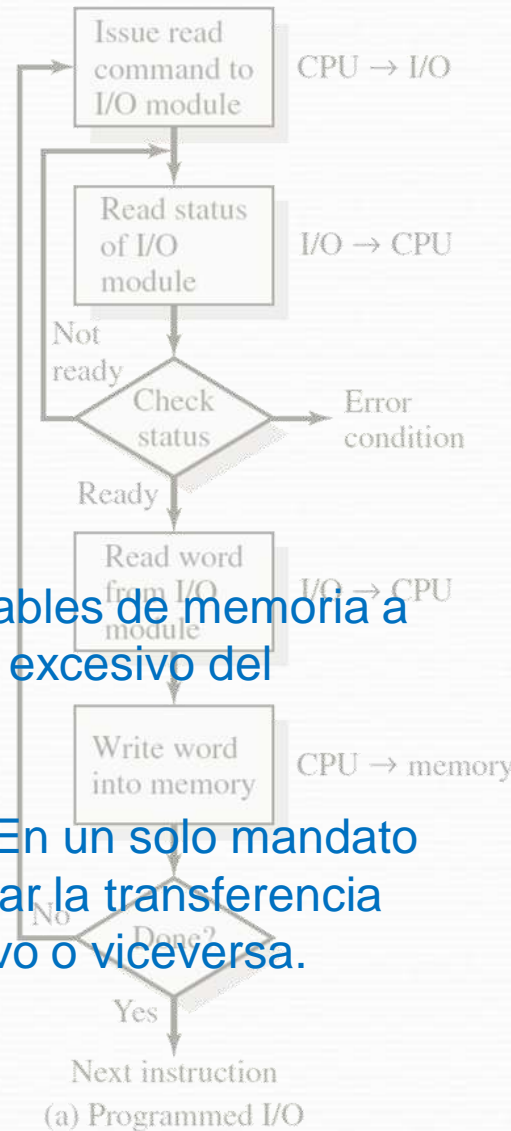 Issue read
command to
I/O module
CPU → I/O
Read status
of I/O
module
I/O → CPU
Not
ready
Check
status
Error
condition
Ready
Read word
from I/O
module
I/O → CPU
ables de memoria a
excesivo del
Write word
into memory
CPU → memory
En un solo mandato
ar la transferencia
No
Done?
vo o viceversa.
Yes
Next instruction
(a) Programmed I/O